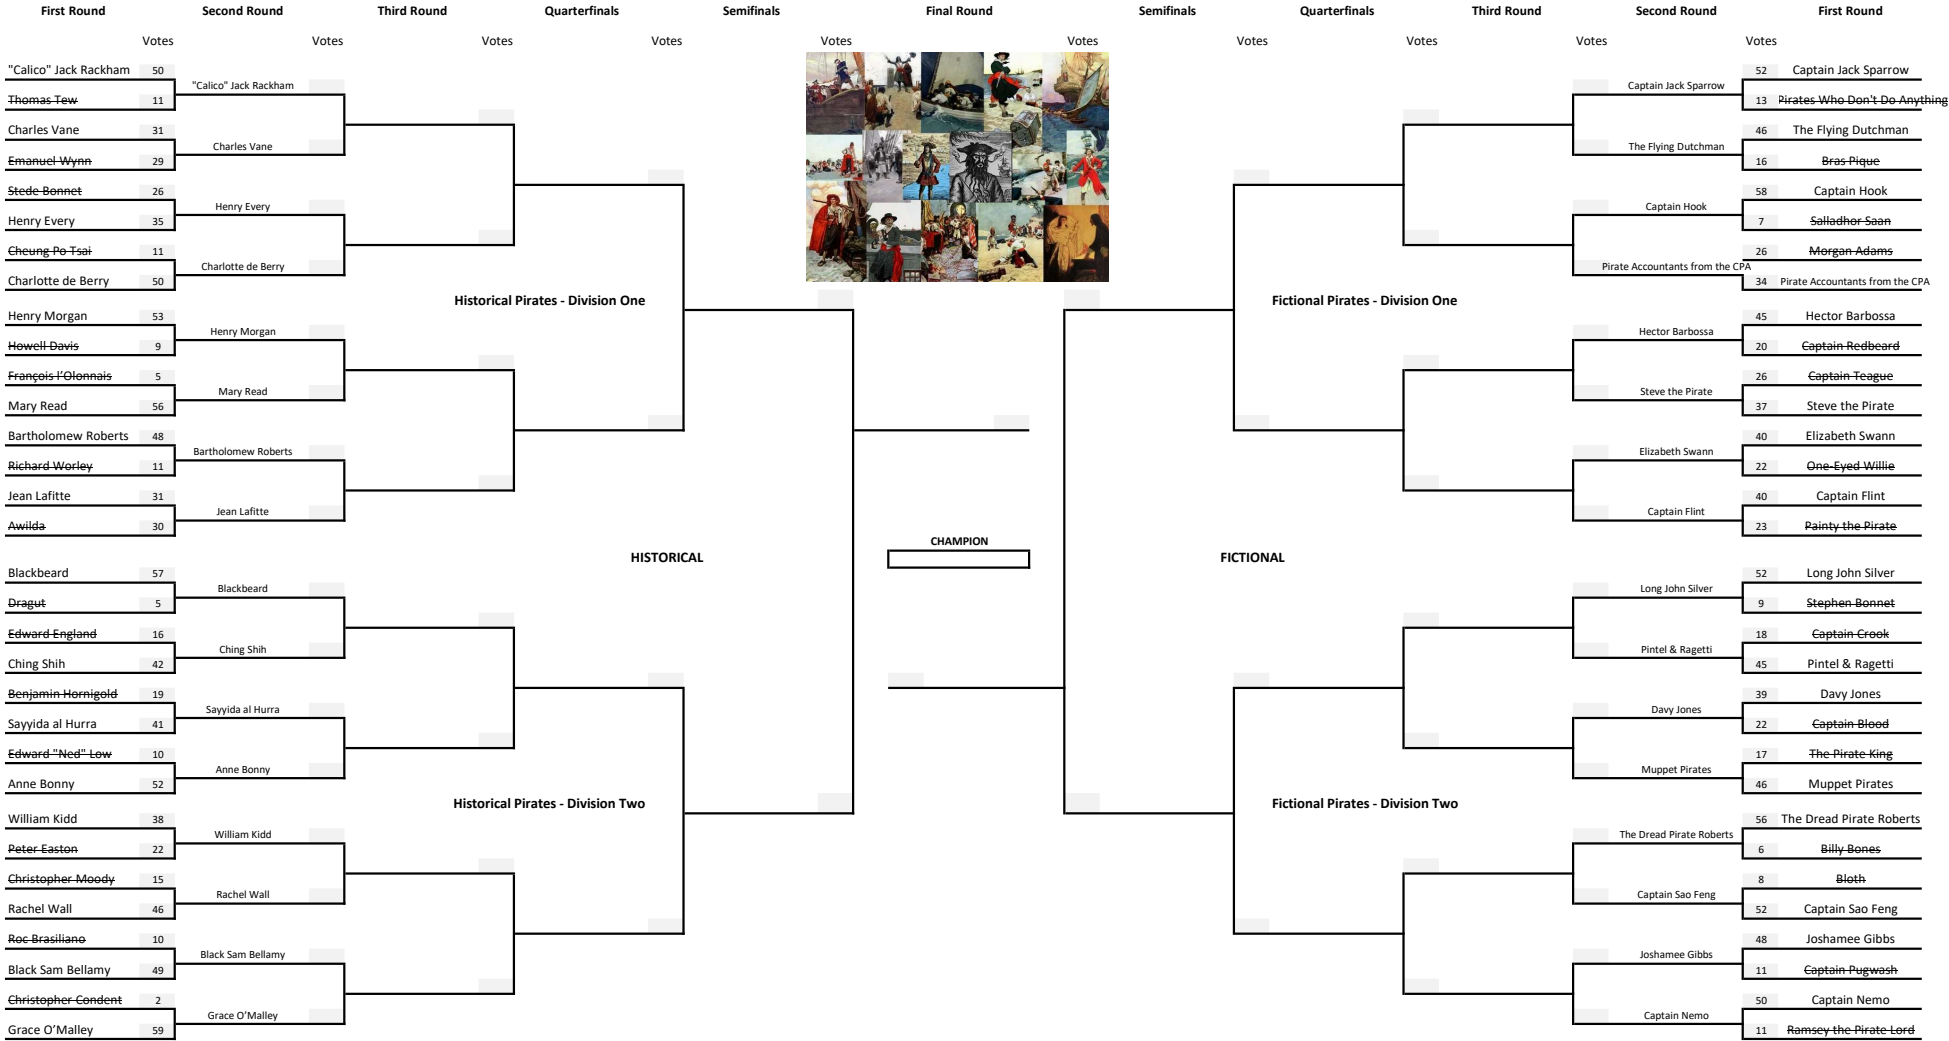 First Round Second Round Third Round Quarterfinals Semifinals Final Round Semifinals Quarterfinals Third Round Second Round First Round
Votes Votes Votes Votes Votes Votes Votes Votes Votes Votes
"Calico" Jack Rackham 50 52 Captain Jack Sparrow
"Calico" Jack Rackham Captain Jack Sparrow
Thomas Tew 11 13 Pirates Who Don't Do Anything
Charles Vane 31 46 The Flying Dutchman
Charles Vane The Flying Dutchman
Emanuel Wynn 29 16 Bras Pique
Stede Bonnet 26 58 Captain Hook
Henry Every Captain Hook
Henry Every 35 7 Salladhor Saan
Cheung Po Tsai 11 26 Morgan Adams
Charlotte de Berry Pirate Accountants from the CPA
Charlotte de Berry 50 34 Pirate Accountants from the CPA
Historical Pirates - Division One Fictional Pirates - Division One
Henry Morgan 53 45 Hector Barbossa
Henry Morgan Hector Barbossa
Howell Davis 9 20 Captain Redbeard
François l'Olonnais 5 26 Captain Teague
Mary Read Steve the Pirate
Mary Read 56 37 Steve the Pirate
Bartholomew Roberts 48 40 Elizabeth Swann
Bartholomew Roberts Elizabeth Swann
Richard Worley 11 22 One-Eyed Willie
Jean Lafitte 31 40 Captain Flint
Jean Lafitte Captain Flint
Awilda 30 23 Painty the Pirate
CHAMPION
HISTORICAL FICTIONAL
Blackbeard 57 52 Long John Silver
Blackbeard Long John Silver
Dragut 5 9 Stephen Bonnet
Edward England 16 18 Captain Crook
Ching Shih Pintel & Ragetti
Ching Shih 42 45 Pintel & Ragetti
Benjamin Hornigold 19 39 Davy Jones
Sayyida al Hurra Davy Jones
Sayyida al Hurra 41 22 Captain Blood
Edward "Ned" Low 10 17 The Pirate King
Anne Bonny Muppet Pirates
Anne Bonny 52 46 Muppet Pirates
Historical Pirates - Division Two Fictional Pirates - Division Two
William Kidd 38 56 The Dread Pirate Roberts
William Kidd The Dread Pirate Roberts
Peter Easton 22 6 Billy Bones
Christopher Moody 15 8 Bloth
Rachel Wall Captain Sao Feng
Rachel Wall 46 52 Captain Sao Feng
Roc Brasiliano 10 48 Joshamee Gibbs
Black Sam Bellamy Joshamee Gibbs
Black Sam Bellamy 49 11 Captain Pugwash
Christopher Condent 2 50 Captain Nemo
Grace O’Malley Captain Nemo
Grace O’Malley 59 11 Ramsey the Pirate Lord